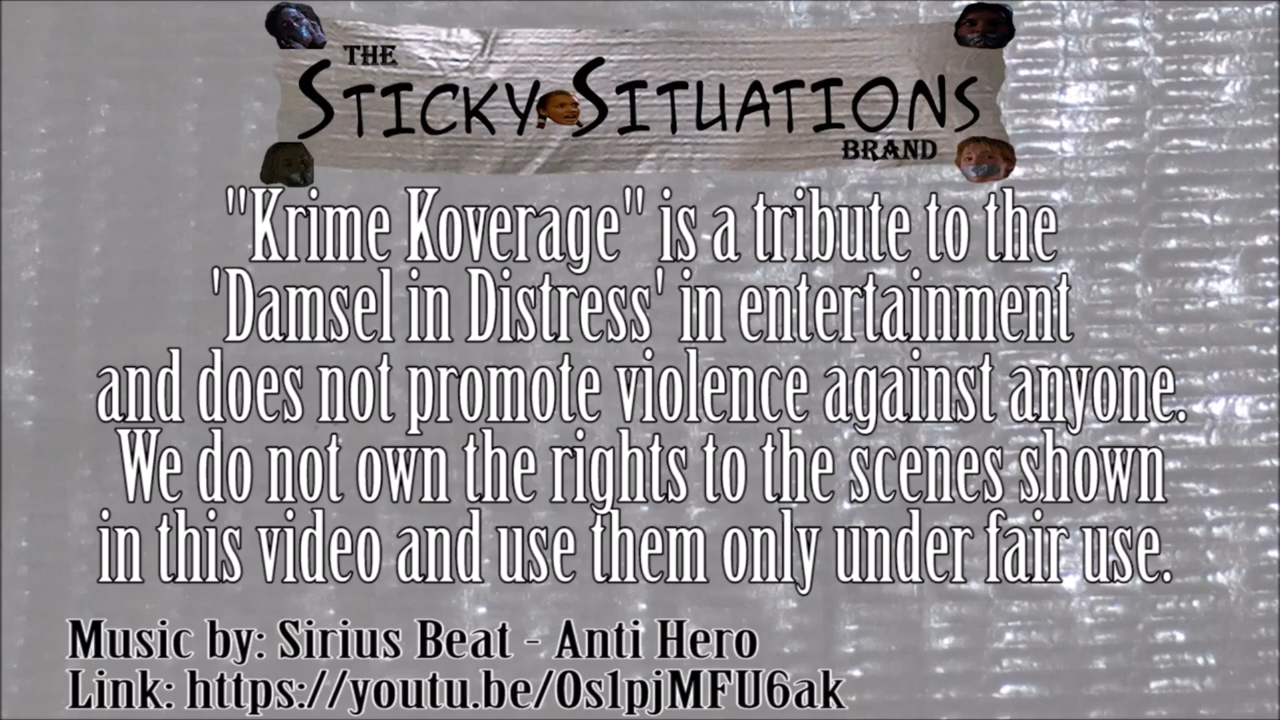 THE
STICKY SITUATIONS
BRAND
"Krime Koverage" is a tribute to the
'Damsel in Distress' in entertainment
and does not promote violence against anyone.
We do not own the rights to the scenes shown
in this video and use them only under fair use.
Music by: Sirius Beat - Anti Hero
Link: https://youtu.be/0s1pjMFU6ak